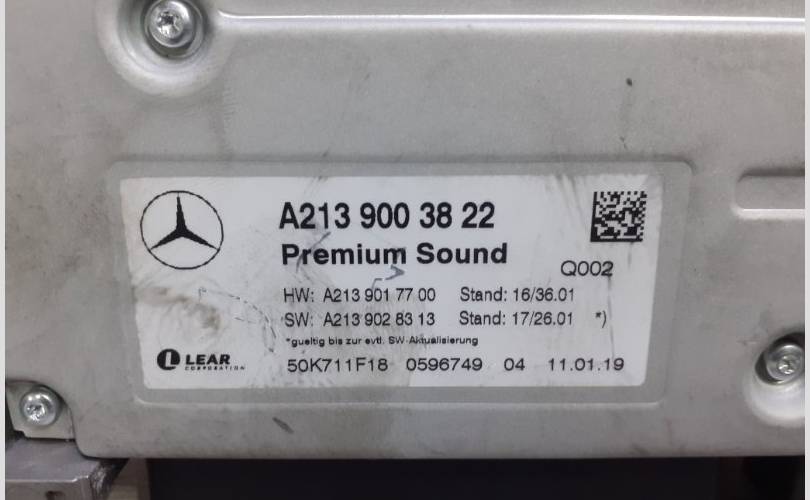 A213 900 38 22
Premium Sound
Q002
HW: A213 901 77 00 Stand: 16/36.01
SW: A213 902 83 13 Stand: 17/26.01 *)
*gueltig bis zur evtl. SW-Aktualisierung
LEAR
CORPORATION
50K711F18 0596749 04 11.01.19